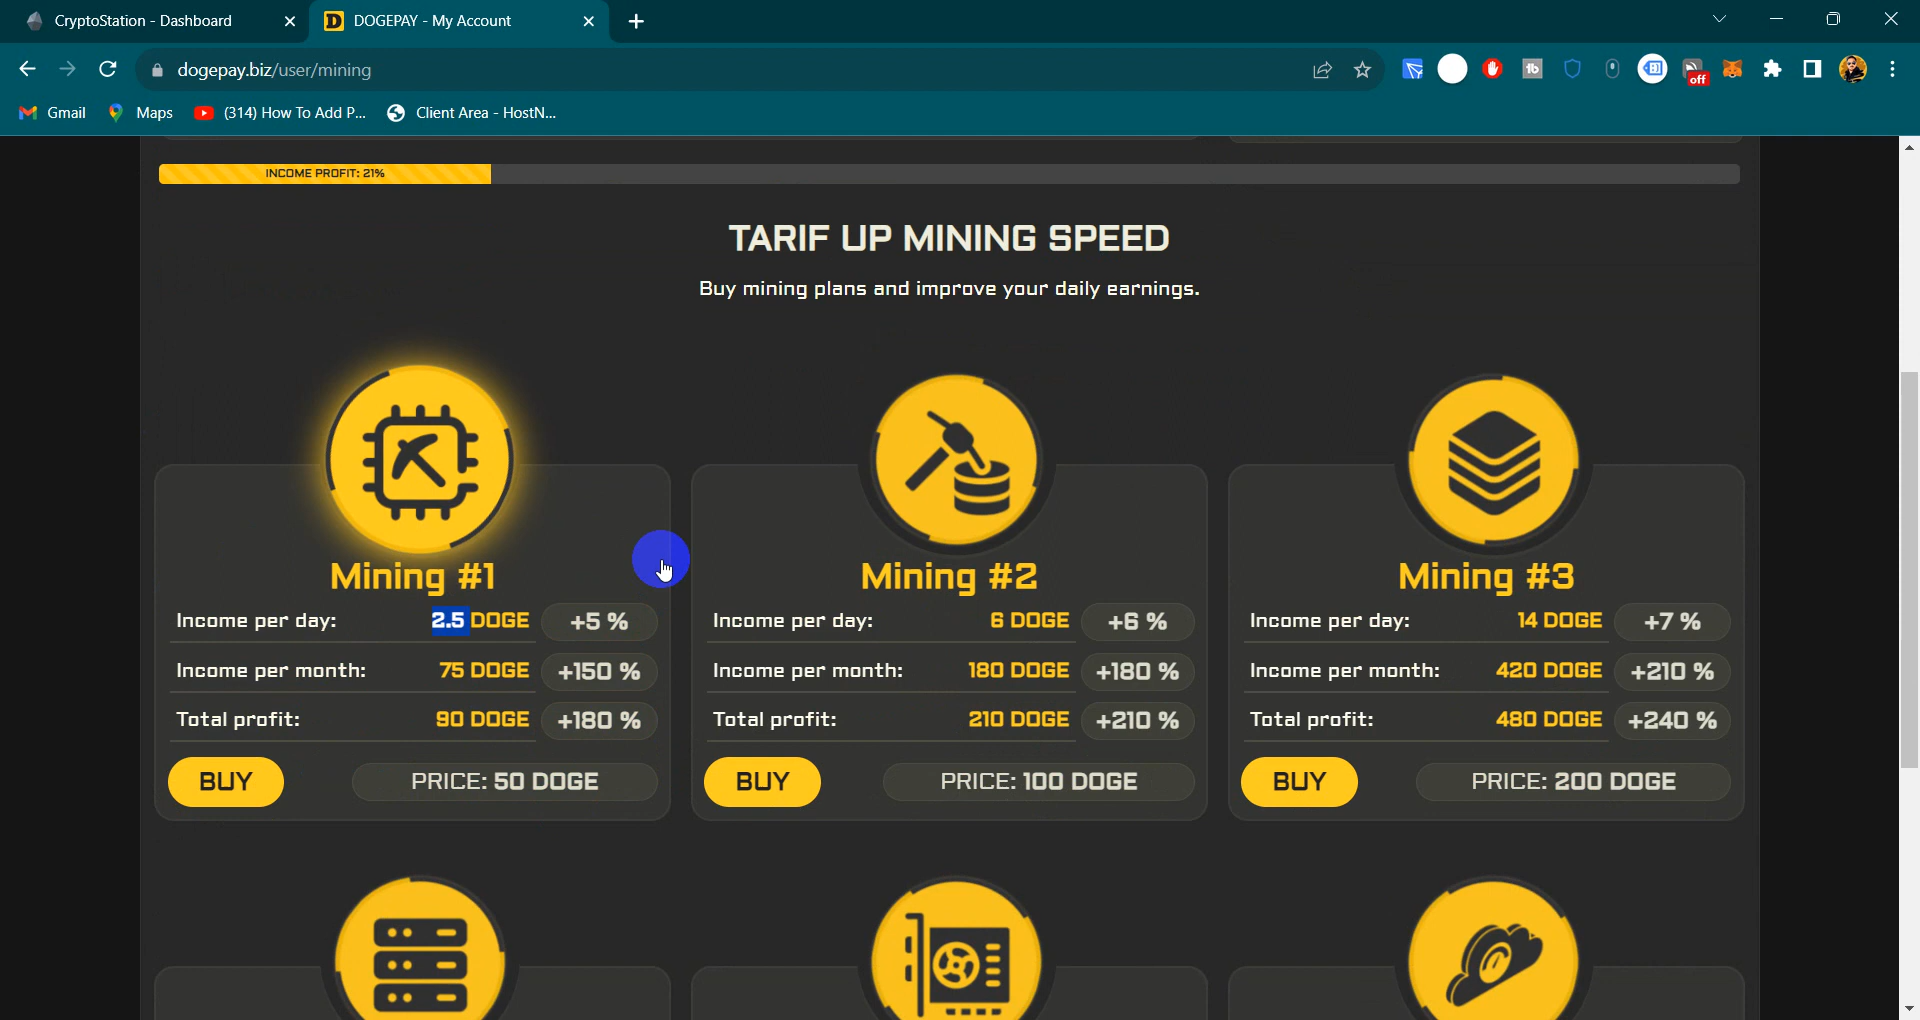 CryptoStation - Dashboard
DOGEPAY - My Account
dogepay.biz/user/mining
off
Gmail
Maps
(314) How To Add P...
Client Area - HostN...
INCOME PROFIT: 21%
TARIF UP MINING SPEED
Buy mining plans and improve your daily earnings.
Mining #1
Income per day: 2.5 DOGE +5 %
Income per month: 75 DOGE +150 %
Total profit: 90 DOGE +180 %
BUY PRICE: 50 DOGE
Mining #2
Income per day: 6 DOGE +6 %
Income per month: 180 DOGE +180 %
Total profit: 210 DOGE +210 %
BUY PRICE: 100 DOGE
Mining #3
Income per day: 14 DOGE +7 %
Income per month: 420 DOGE +210 %
Total profit: 480 DOGE +240 %
BUY PRICE: 200 DOGE